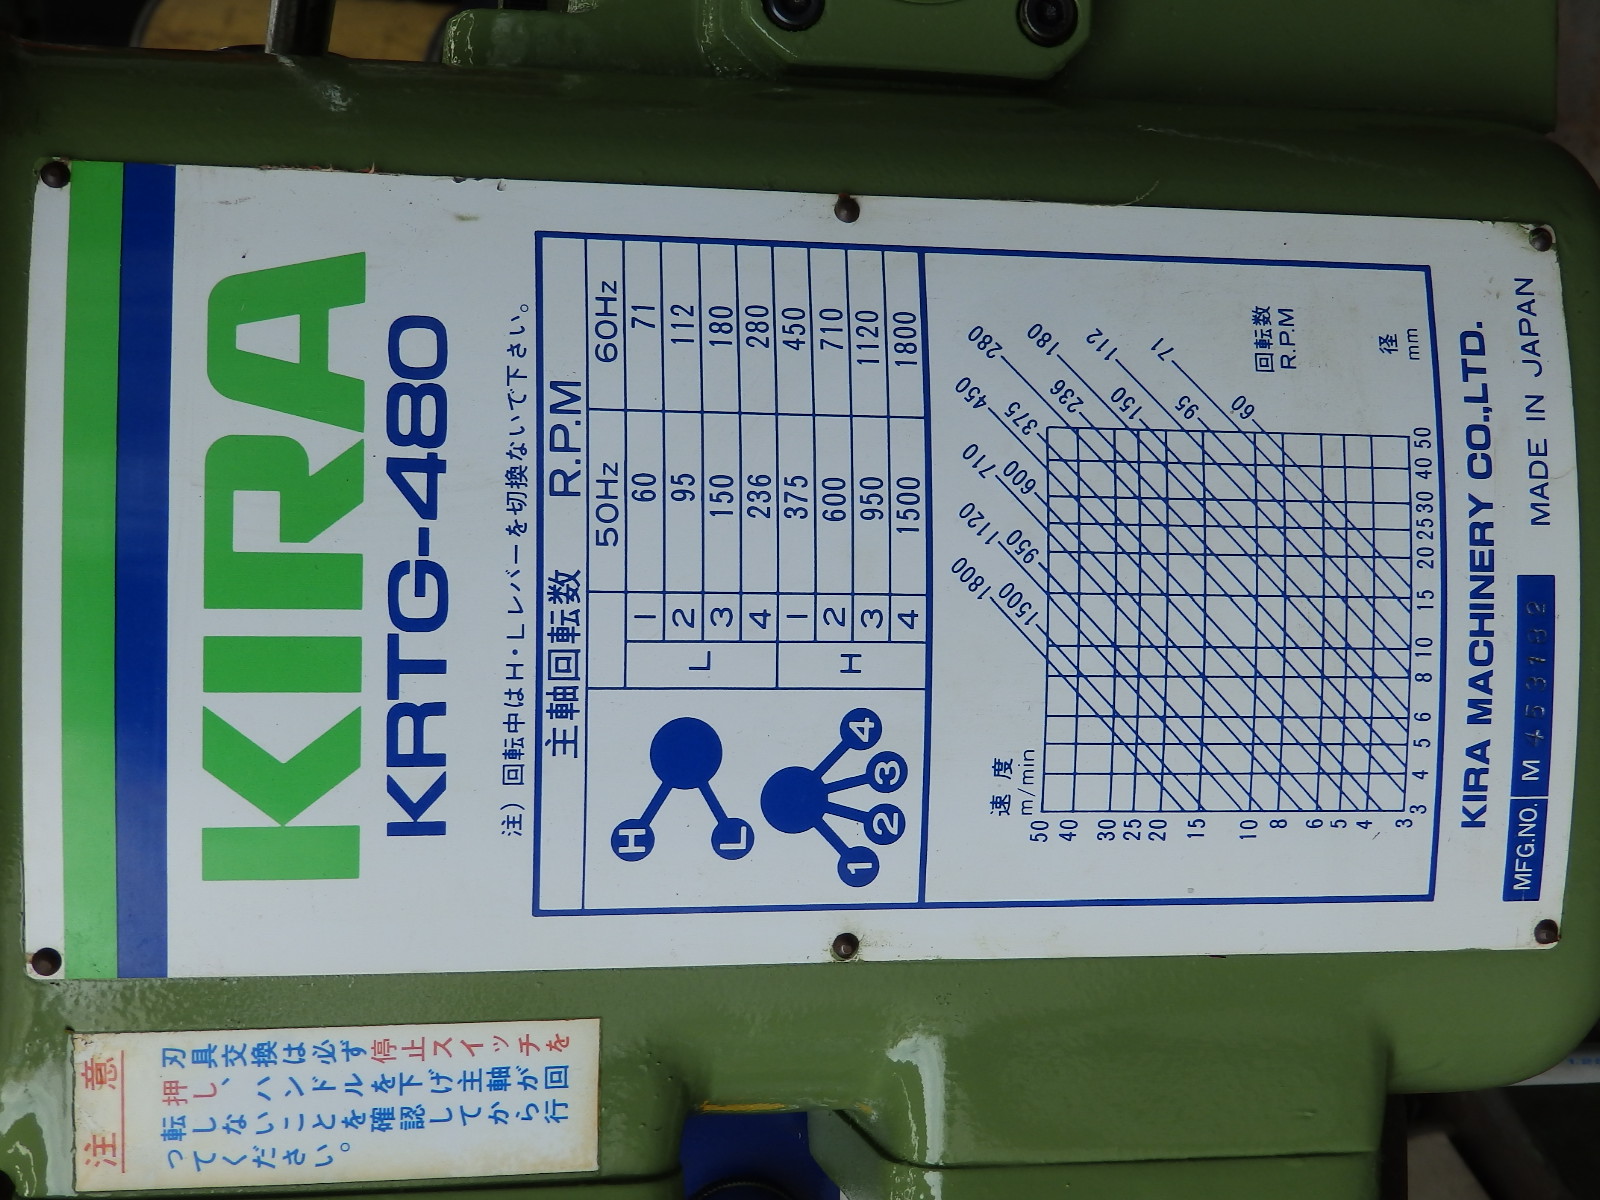 KIRA
KRTG-480
注）回転中はH・Lレバーを切換ないで下さい。
主軸回転数 R.P.M
50Hz 60Hz
L 1 60 71
2 95 112
3 150 180
4 236 280
H 1 375 450
2 600 710
3 950 1120
4 1500 1800
H
L
1 2 3 4
速度
m/min
1800 1120 710 450 280 180 112 71
1500 950 600 375 236 150 95 60
回転数
R.P.M
50
40
30
25
20
15
10
8
6
5
4
3
3 4 5 6 8 10 15 20 25 30 40 50
径
mm
KIRA MACHINERY CO.,LTD.
MFG.NO. M 453782 MADE IN JAPAN
注意
刃具交換は必ず停止スイッチを
押し、ハンドルを下げ主軸が回
転しないことを確認してから行
ってください。